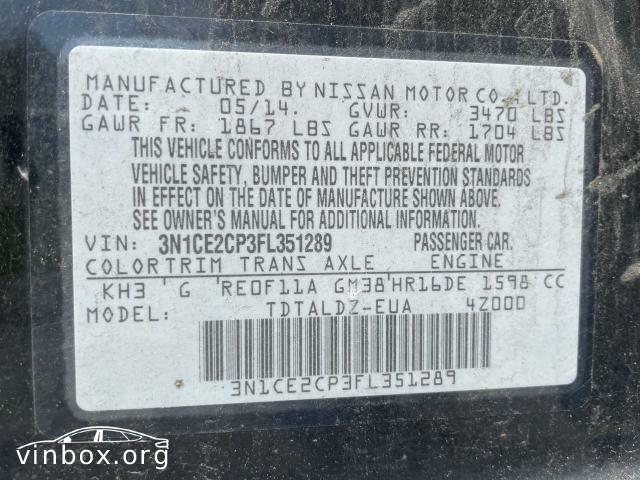 MANUFACTURED BY NISSAN MOTOR CO., LTD.
DATE: 05/14. GVWR: 3470 LBS
GAWR FR: 1867 LBS GAWR RR: 1704 LBS
THIS VEHICLE CONFORMS TO ALL APPLICABLE FEDERAL MOTOR
VEHICLE SAFETY, BUMPER AND THEFT PREVENTION STANDARDS
IN EFFECT ON THE DATE OF MANUFACTURE SHOWN ABOVE.
SEE OWNER'S MANUAL FOR ADDITIONAL INFORMATION.
VIN: 3N1CE2CP3FL351289 PASSENGER CAR.
COLORTRIM TRANS AXLE ENGINE
KH3 G RE0F11A GM38 HR16DE 1598 CC
MODEL: TDTALDZ-EUA 4Z000
3N1CE2CP3FL351289
vinbox.org